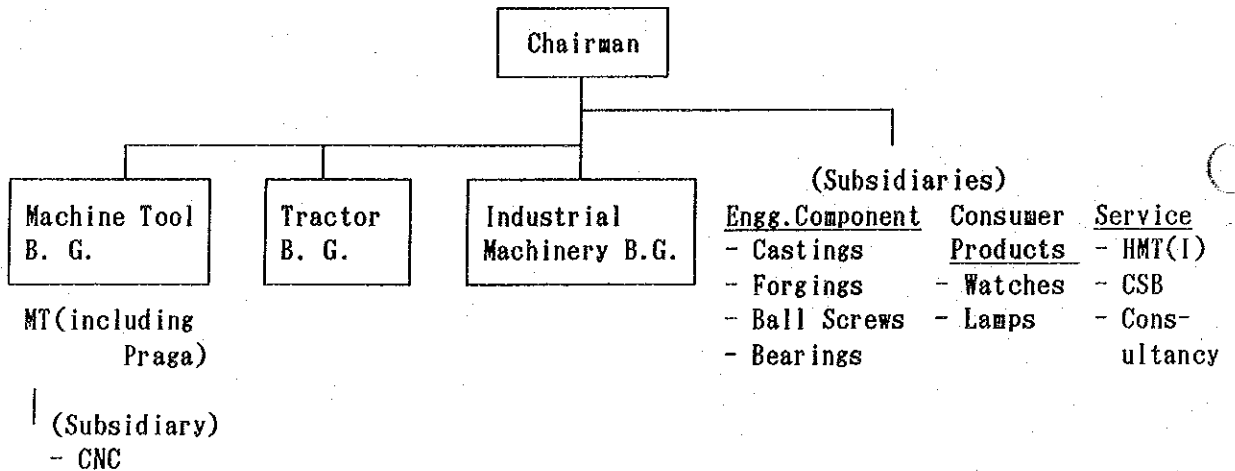 Chairman
Machine Tool
B. G.
Tractor
B. G.
Industrial
Machinery B.G.
MT(including
Praga)
(Subsidiary)
- CNC
(Subsidiaries)
Engg.Component
- Castings
- Forgings
- Ball Screws
- Bearings
Consumer
Products
- Watches
- Lamps
Service
- HMT(I)
- CSB
- Cons-
ultancy